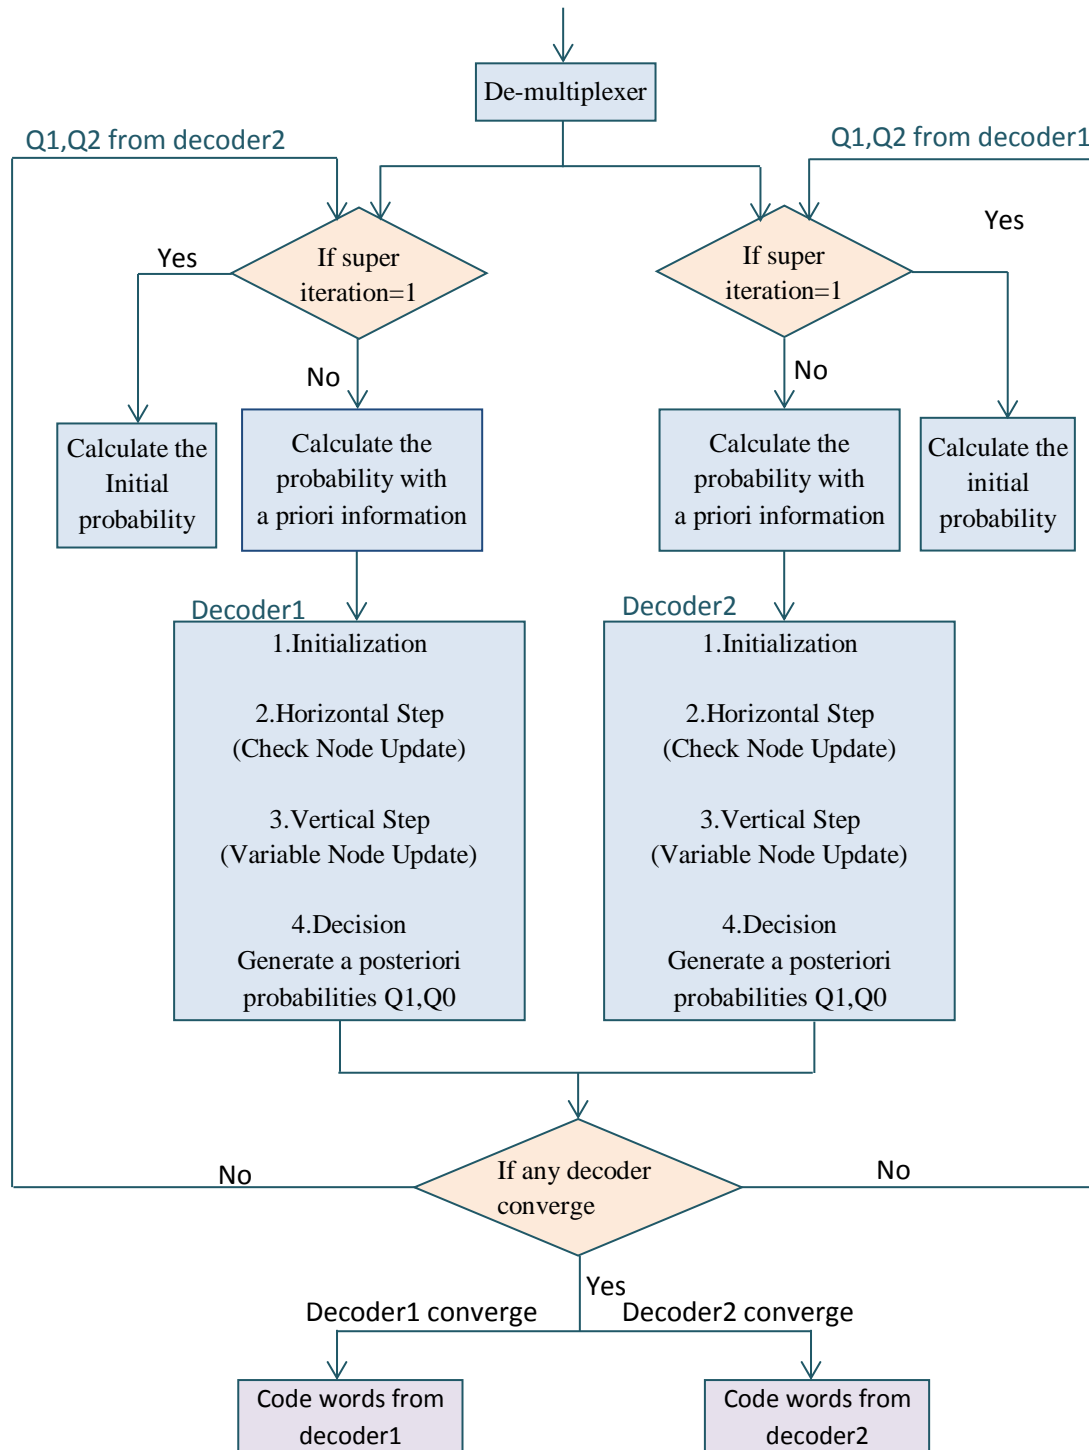 De-multiplexer
Q1,Q2 from decoder2
Q1,Q2 from decoder1
Yes
If super
iteration=1
If super
iteration=1
Yes
No
No
Calculate the
Initial
probability
Calculate the
probability with
a priori information
Calculate the
probability with
a priori information
Calculate the
initial
probability
Decoder1
1.Initialization
2.Horizontal Step
(Check Node Update)
3.Vertical Step
(Variable Node Update)
4.Decision
Generate a posteriori
probabilities Q1,Q0
Decoder2
1.Initialization
2.Horizontal Step
(Check Node Update)
3.Vertical Step
(Variable Node Update)
4.Decision
Generate a posteriori
probabilities Q1,Q0
No
If any decoder
converge
No
Yes
Decoder1 converge
Decoder2 converge
Code words from
decoder1
Code words from
decoder2